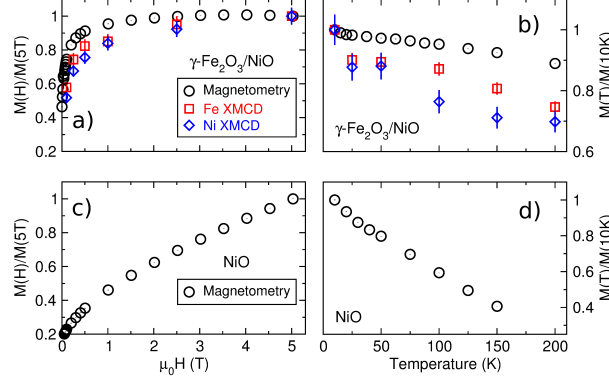 M(H)/M(5T)
1
0.8
0.6
0.4
0.2
a)
γ-Fe2O3/NiO
Magnetometry
Fe XMCD
Ni XMCD
b)
γ-Fe2O3/NiO
1
0.8
0.6
M(T)/M(10K)
M(H)/M(5T)
1
0.8
0.6
0.4
0.2
c)
NiO
Magnetometry
0 1 2 3 4 5
μ0H (T)
d)
NiO
1
0.8
0.6
0.4
M(T)/M(10K)
0 50 100 150 200
Temperature (K)